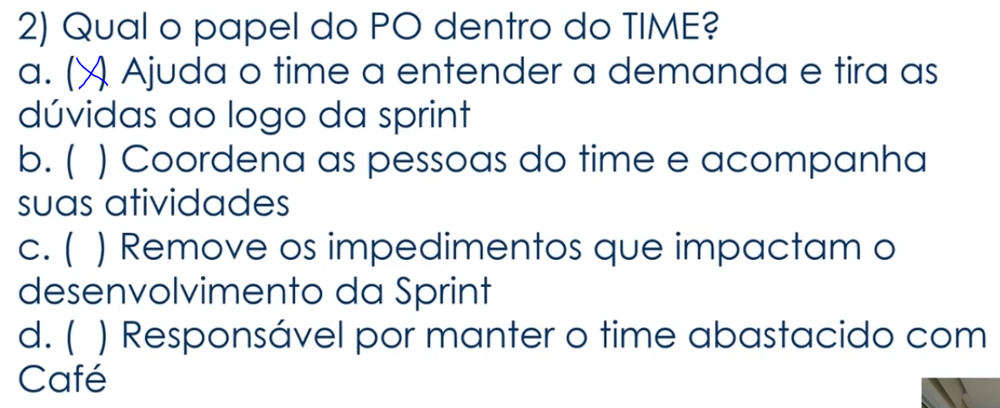 2) Qual o papel do PO dentro do TIME?
a. (X) Ajuda o time a entender a demanda e tira as
dúvidas ao logo da sprint
b. ( ) Coordena as pessoas do time e acompanha
suas atividades
c. ( ) Remove os impedimentos que impactam o
desenvolvimento da Sprint
d. ( ) Responsável por manter o time abastacido com
Café